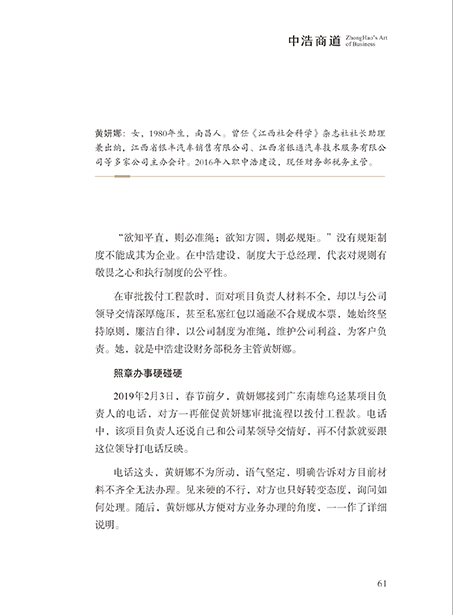 中浩商道 ZhongHao's Art
of Business
黄妍娜：女，1980年生，南昌人。曾任《江西社会科学》杂志社社长助理
兼出纳，江西省银丰汽车销售有限公司、江西省银通汽车技术服务有限公
司等多家公司主办会计。2016年入职中浩建设，现任财务部税务主管。
“欲知平直，则必准绳；欲知方圆，则必规矩。”没有规矩制
度不能成其为企业。在中浩建设，制度大于总经理，代表对规则有
敬畏之心和执行制度的公平性。
在审批拨付工程款时，面对项目负责人材料不全，却以与公司
领导交情深厚施压，甚至私塞红包以通融不合规成本票，她始终坚
持原则，廉洁自律，以公司制度为准绳，维护公司利益，为客户负
责。她，就是中浩建设财务部税务主管黄妍娜。
照章办事硬碰硬
2019年2月3日，春节前夕，黄妍娜接到广东南雄乌迳某项目负
责人的电话，对方一再催促黄妍娜审批流程以拨付工程款。电话
中，该项目负责人还说自己和公司某领导交情好，再不付款就要跟
这位领导打电话反映。
电话这头，黄妍娜不为所动，语气坚定，明确告诉对方目前材
料不齐全无法办理。见来硬的不行，对方也只好转变态度，询问如
何处理。随后，黄妍娜从方便对方业务办理的角度，一一作了详细
说明。
61